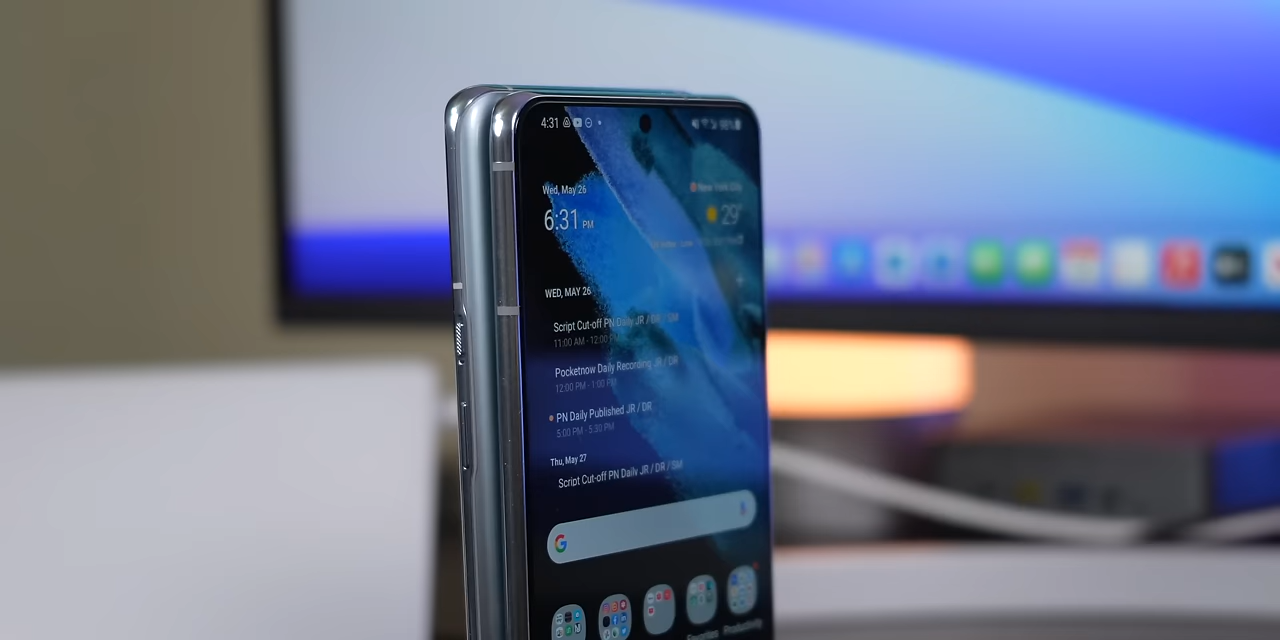 4:31
Wed, May 26
New York City
6:31 PM
29°
WED, MAY 26
Script Cut-off PN Daily JR / DR / SM
11:00 AM - 12:00 PM
Pocketnow Daily Recording JR / DR
12:00 PM - 1:00 PM
PN Daily Published JR / DR
5:00 PM - 5:30 PM
Thu, May 27
Script Cut-off PN Daily JR / DR / SM
G
Productivity